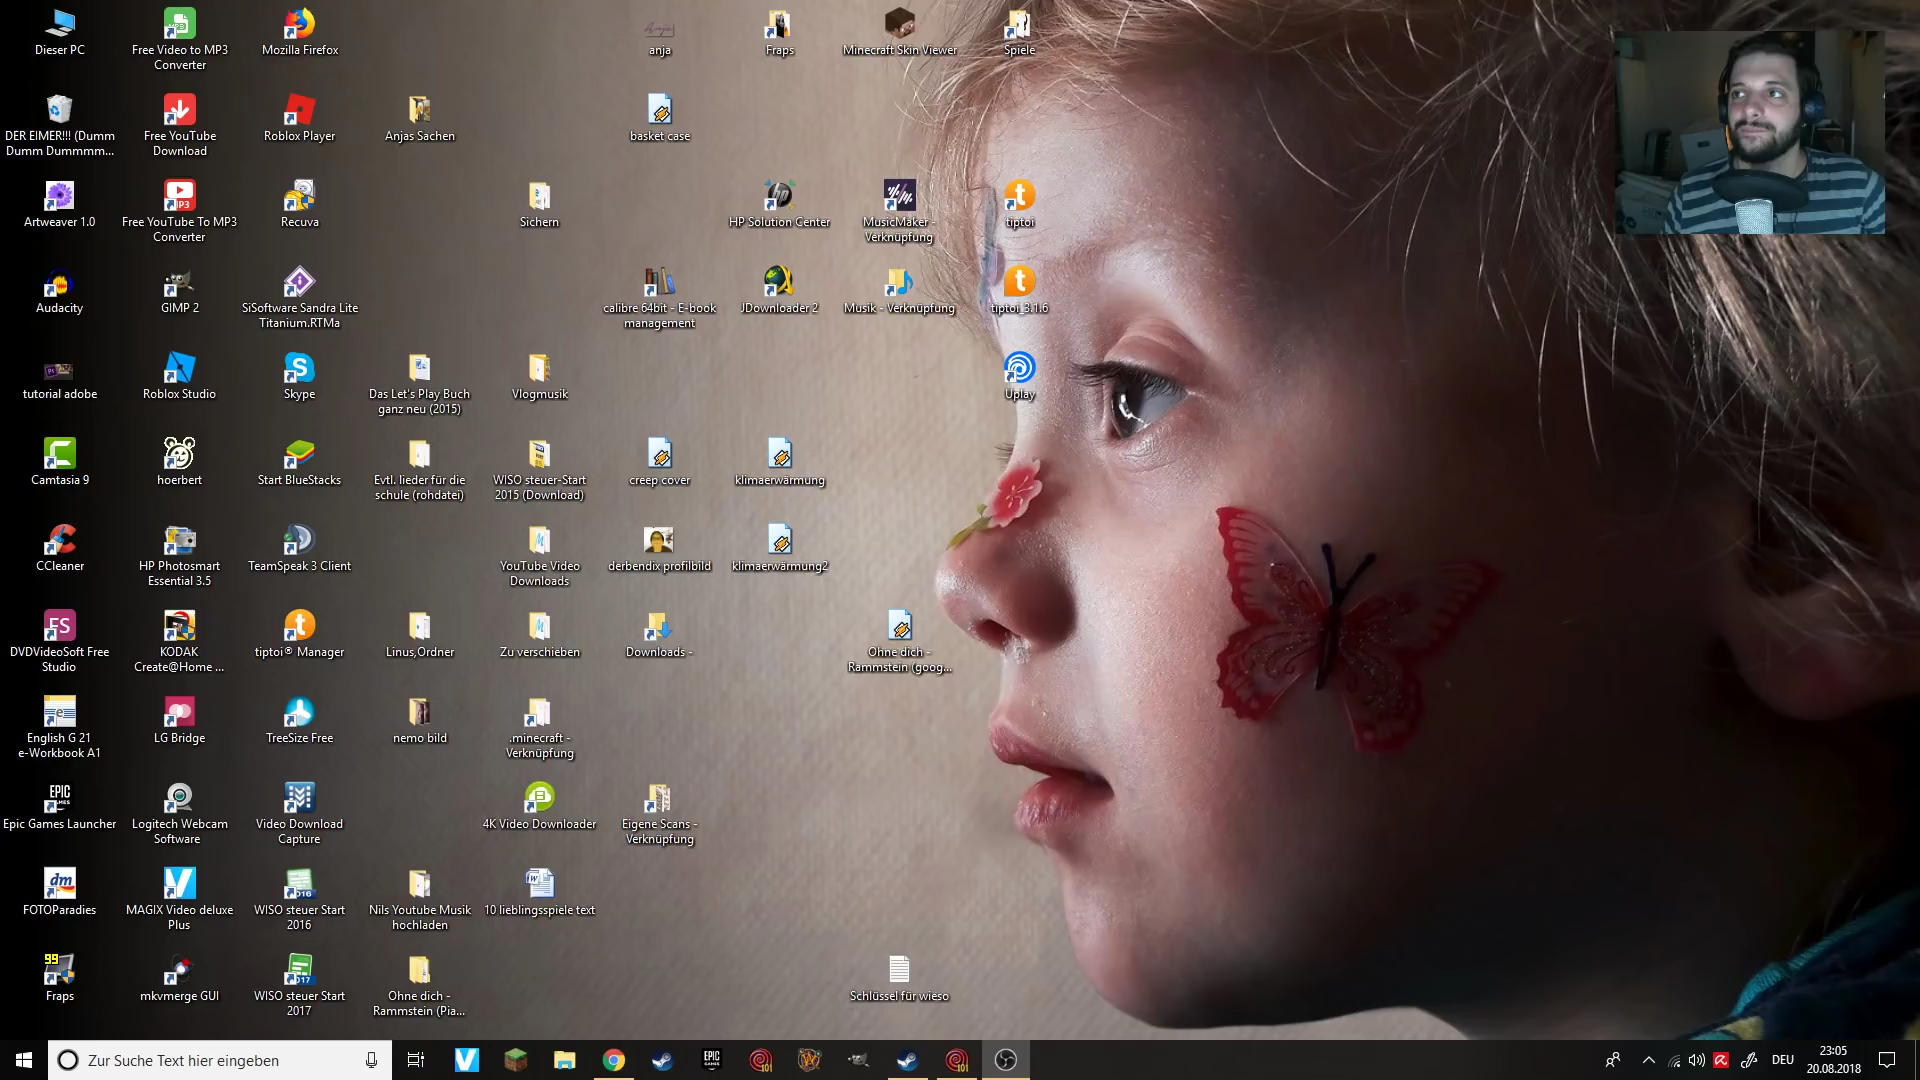 Dieser PC
Free Video to MP3
Converter
Mozilla Firefox
anja
Fraps
Minecraft Skin Viewer
Spiele
DER EIMER!!! (Dumm
Dumm Dummmm...
Free YouTube
Download
Roblox Player
Anjas Sachen
basket case
Artweaver 1.0
Free YouTube To MP3
Converter
Recuva
Sichern
HP Solution Center
MusicMaker -
Verknüpfung
tiptoi
Audacity
GIMP 2
SiSoftware Sandra Lite
Titanium.RTMa
calibre 64bit - E-book
management
JDownloader 2
Musik - Verknüpfung
tiptoi_3.1.6
tutorial adobe
Roblox Studio
Skype
Das Let's Play Buch
ganz neu (2015)
Vlogmusik
Uplay
Camtasia 9
hoerbert
Start BlueStacks
Evtl. lieder für die
schule (rohdatei)
WISO steuer-Start
2015 (Download)
creep cover
klimaerwärmung
CCleaner
HP Photosmart
Essential 3.5
TeamSpeak 3 Client
YouTube Video
Downloads
derbendix profilbild
klimaerwärmung2
DVDVideoSoft Free
Studio
KODAK
Create@Home ...
tiptoi® Manager
Linus,Ordner
Zu verschieben
Downloads -
Ohne dich -
Rammstein (goog...
English G 21
e-Workbook A1
LG Bridge
TreeSize Free
nemo bild
.minecraft -
Verknüpfung
Epic Games Launcher
Logitech Webcam
Software
Video Download
Capture
4K Video Downloader
Eigene Scans -
Verknüpfung
FOTOParadies
MAGIX Video deluxe
Plus
WISO steuer Start
2016
Nils Youtube Musik
hochladen
10 lieblingsspiele text
Fraps
mkvmerge GUI
WISO steuer Start
2017
Ohne dich -
Rammstein (Pia...
Schlüssel für wieso
Zur Suche Text hier eingeben
DEU
23:05
20.08.2018